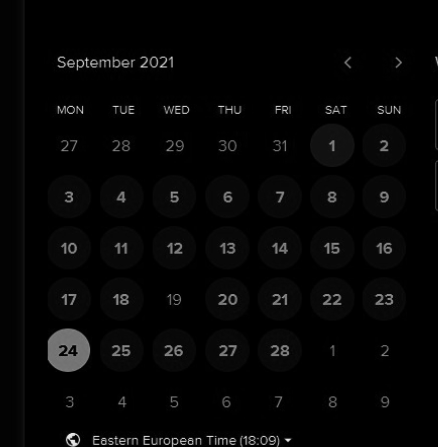 September 2021
MON TUE WED THU FRI SAT SUN
27 28 29 30 31 1 2
3 4 5 6 7 8 9
10 11 12 13 14 15 16
17 18 19 20 21 22 23
24 25 26 27 28 1 2
3 4 5 6 7 8 9
Eastern European Time (18:09)